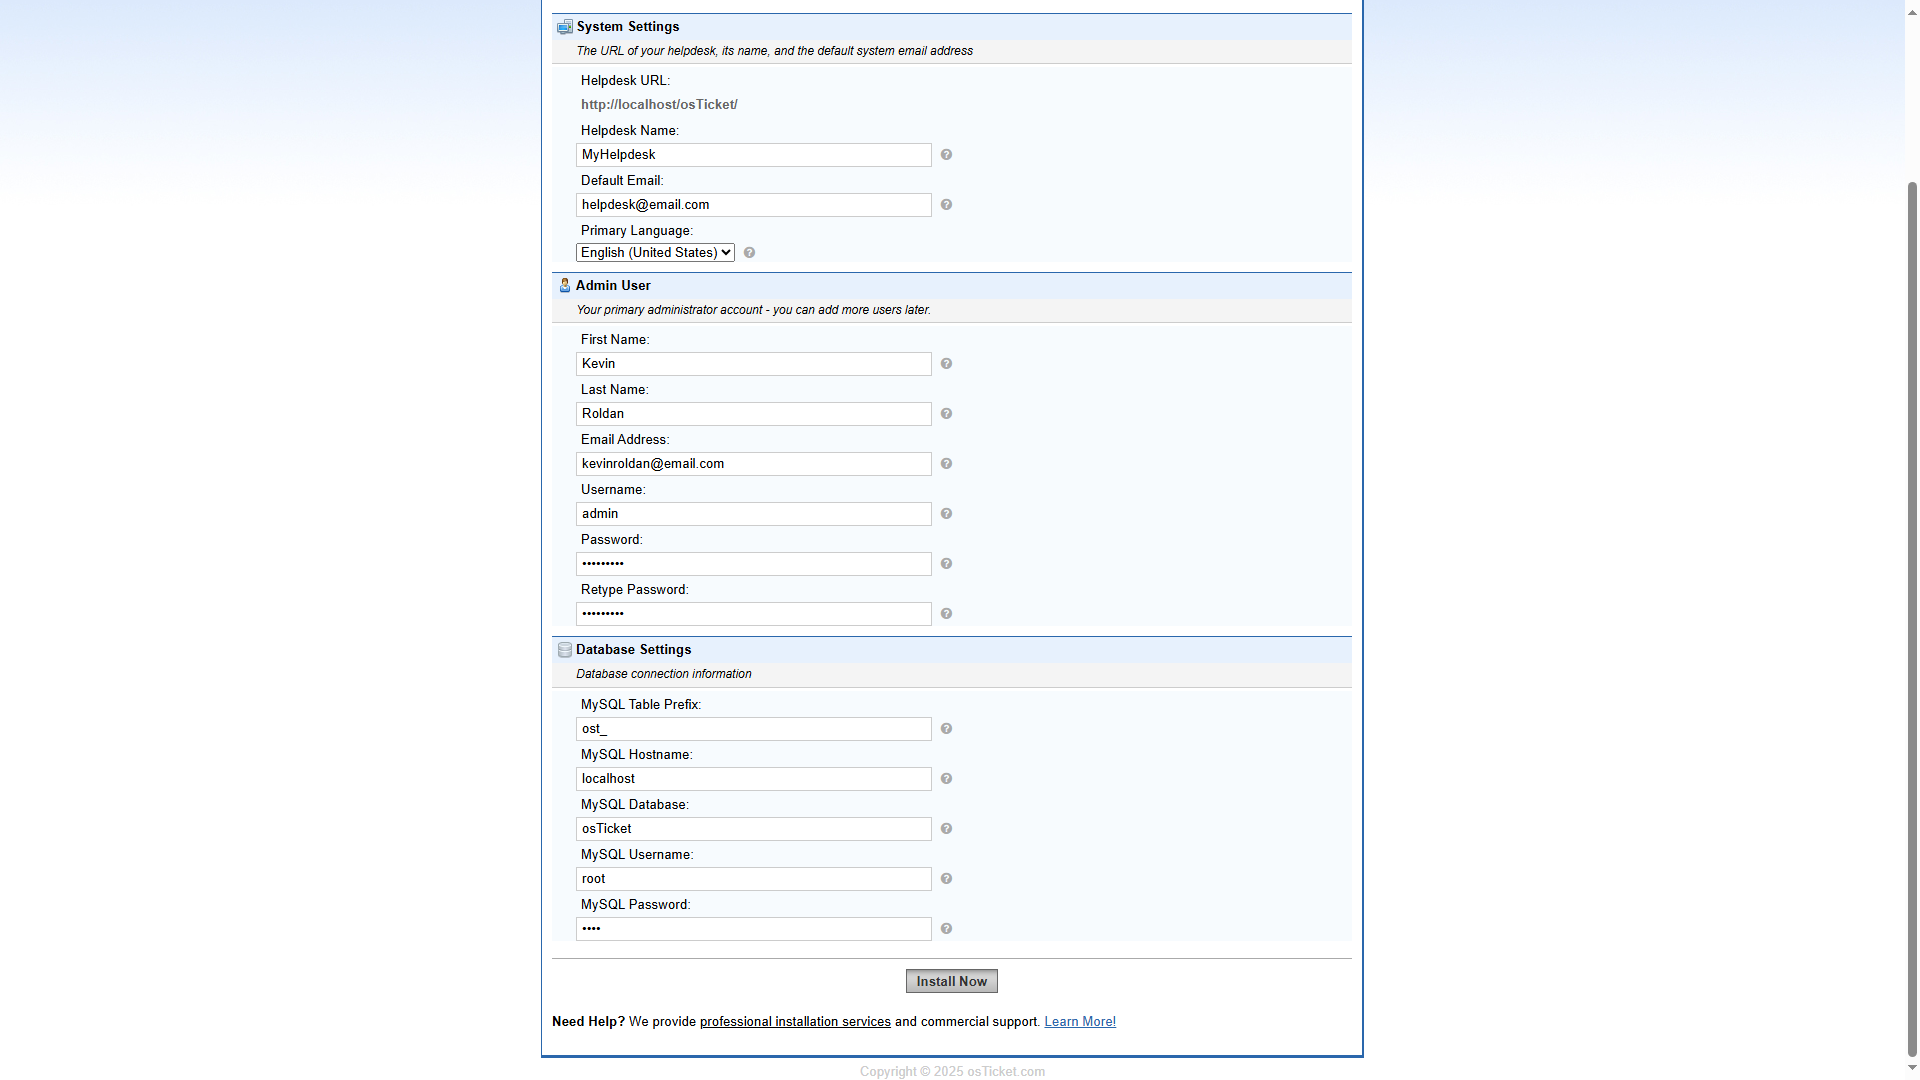 System Settings
The URL of your helpdesk, its name, and the default system email address
Helpdesk URL:
http://localhost/osTicket/
Helpdesk Name:
MyHelpdesk
Default Email:
helpdesk@email.com
Primary Language:
English (United States)
Admin User
Your primary administrator account - you can add more users later.
First Name:
Kevin
Last Name:
Roldan
Email Address:
kevinroldan@email.com
Username:
admin
Password:
•••••••••
Retype Password:
•••••••••
Database Settings
Database connection information
MySQL Table Prefix:
ost_
MySQL Hostname:
localhost
MySQL Database:
osTicket
MySQL Username:
root
MySQL Password:
••••
Install Now
Need Help? We provide professional installation services and commercial support. Learn More!
Copyright © 2025 osTicket.com